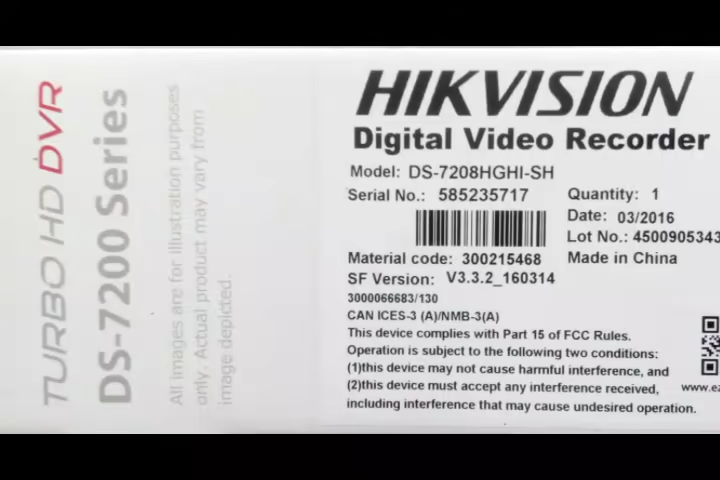 TURBO HD DVR
DS-7200 Series
All images are for illustration purposes
only. Actual product may vary from
image depicted.
HIKVISION
Digital Video Recorder
Model: DS-7208HGHI-SH
Serial No.: 585235717
Quantity: 1
Date: 03/2016
Lot No.: 4500905343
Material code: 300215468
Made in China
SF Version: V3.3.2_160314
3000066683/130
CAN ICES-3 (A)/NMB-3(A)
This device complies with Part 15 of FCC Rules.
Operation is subject to the following two conditions:
(1)this device may not cause harmful interference, and
(2)this device must accept any interference received,
including interference that may cause undesired operation.